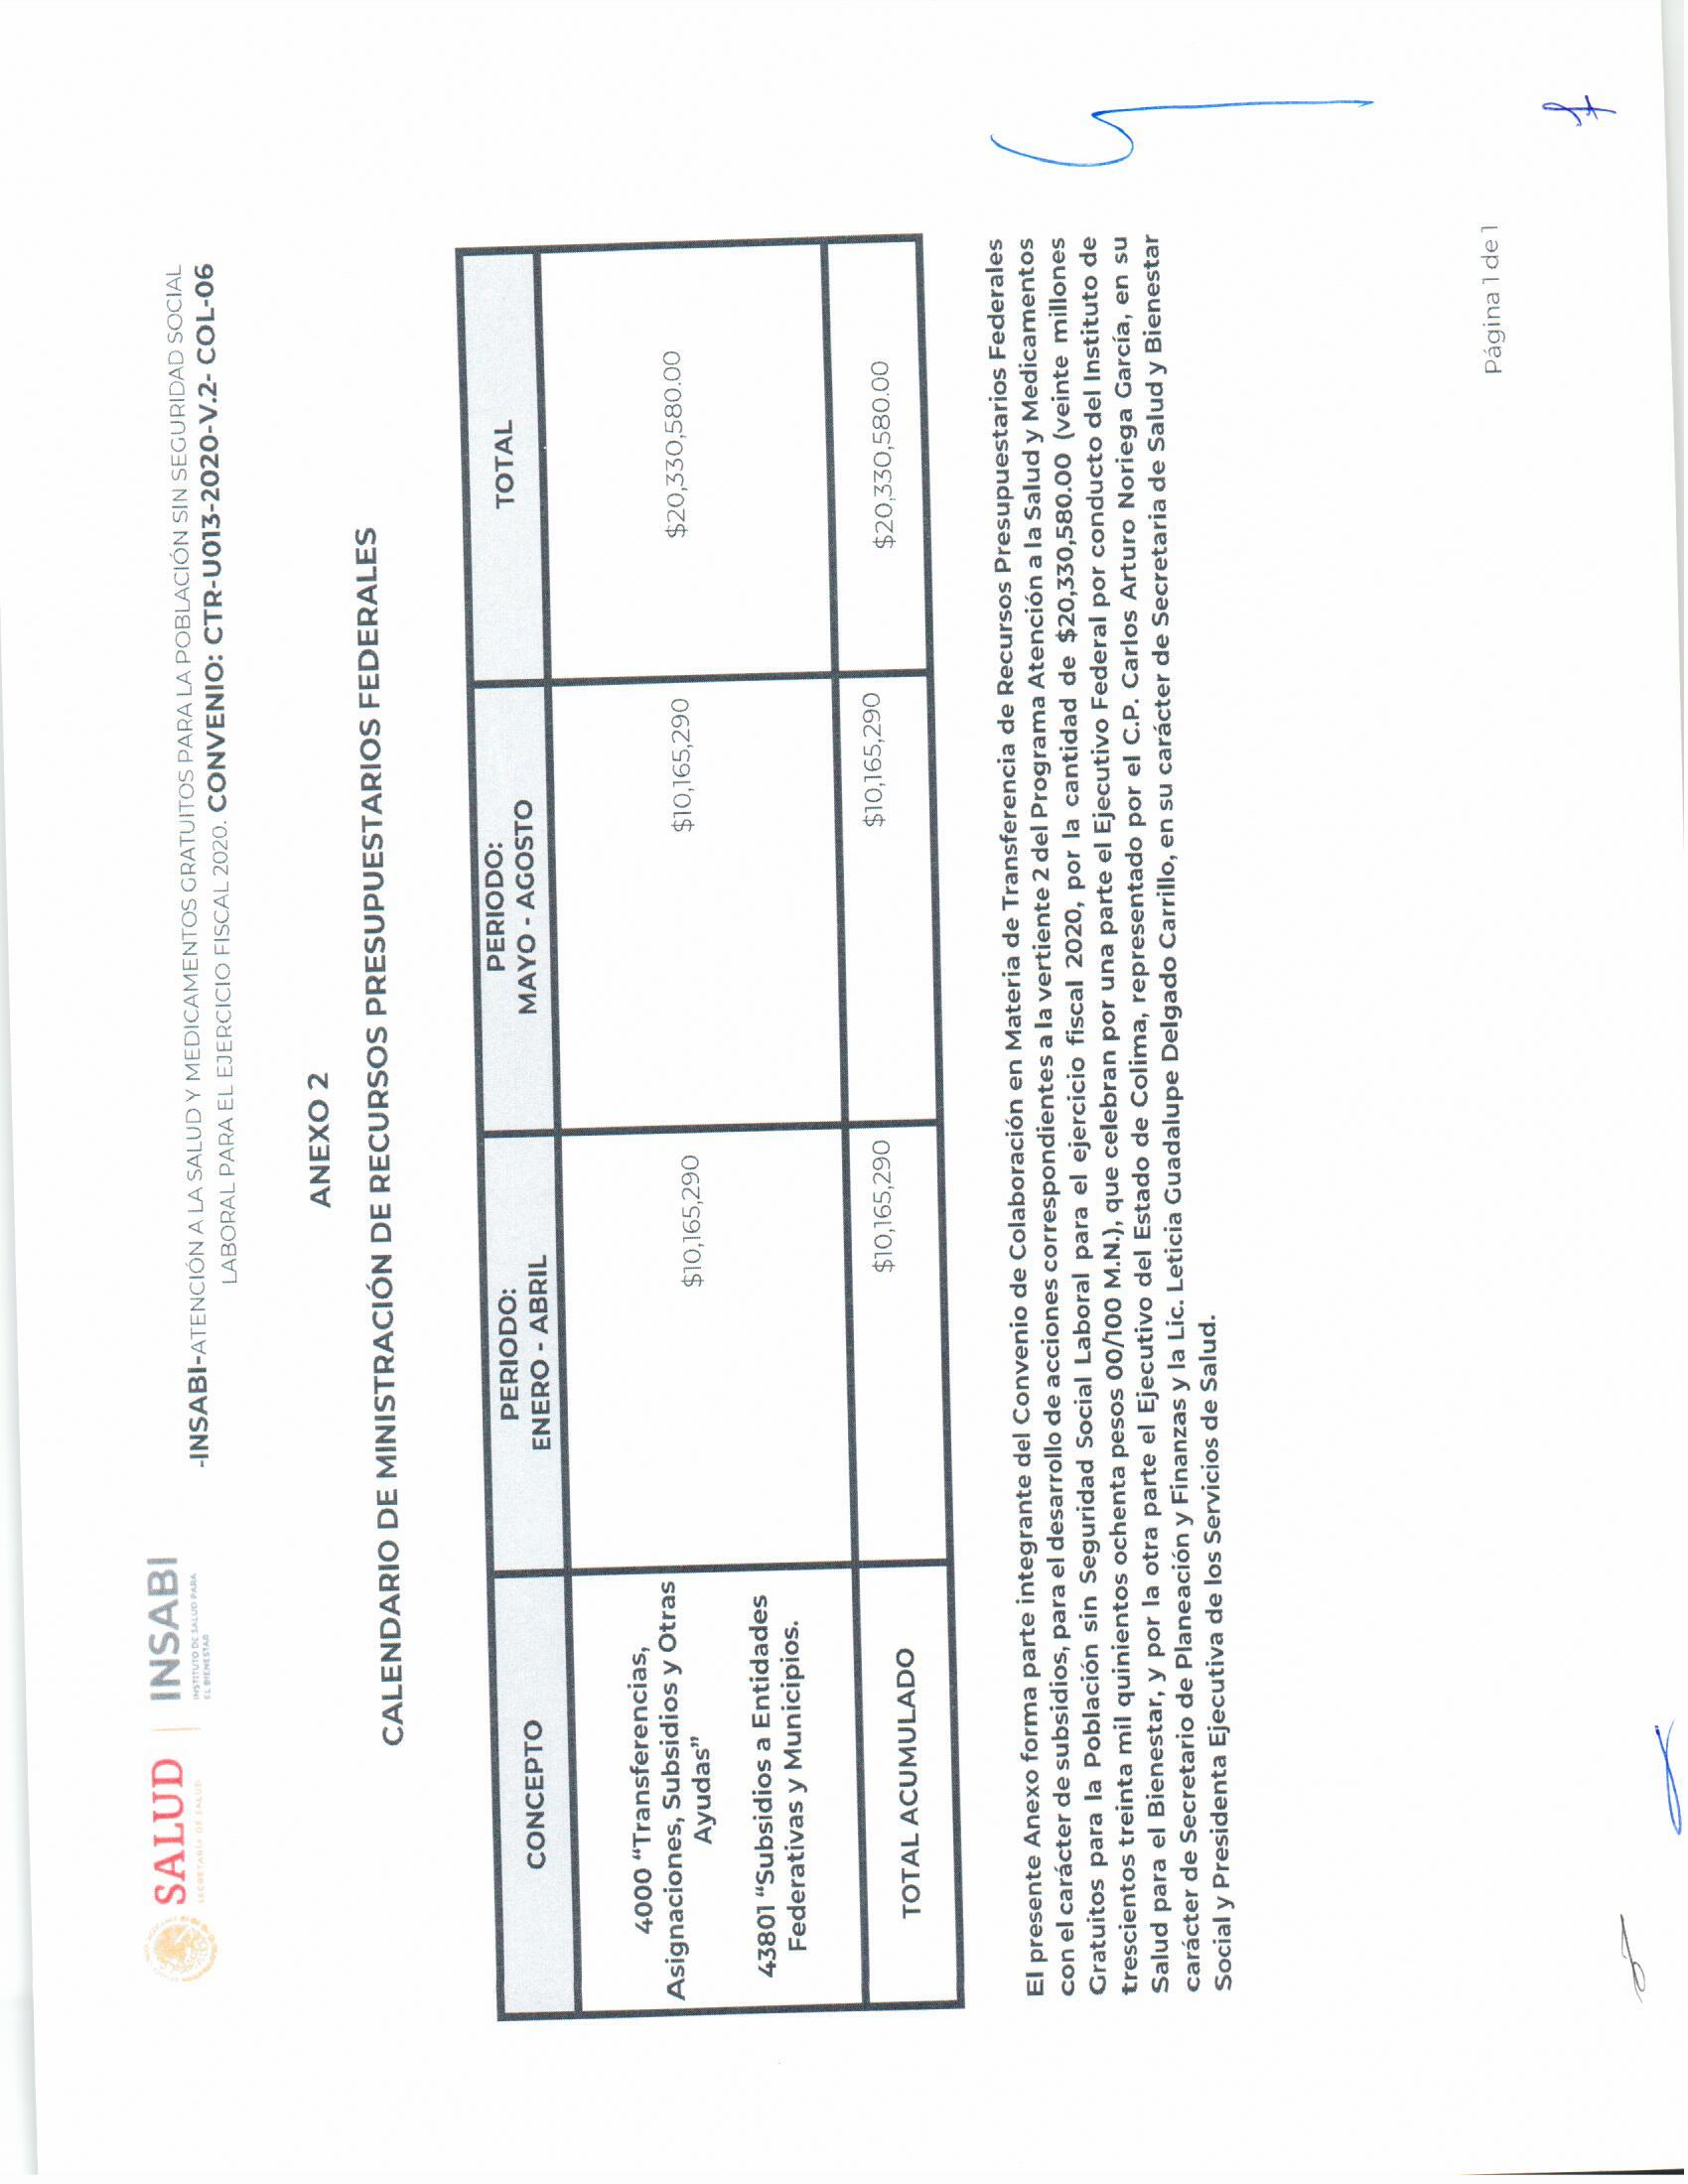 SALUD
SECRETARÍA DE SALUD
INSABI
INSTITUTO DE SALUD PARA
EL BIENESTAR
-INSABI-ATENCIÓN A LA SALUD Y MEDICAMENTOS GRATUITOS PARA LA POBLACIÓN SIN SEGURIDAD SOCIAL
LABORAL PARA EL EJERCICIO FISCAL 2020. CONVENIO: CTR-U013-2020-V.2- COL-06
ANEXO 2
CALENDARIO DE MINISTRACIÓN DE RECURSOS PRESUPUESTARIOS FEDERALES
CONCEPTO
PERIODO:
ENERO - ABRIL
PERIODO:
MAYO - AGOSTO
TOTAL
4000 “Transferencias,
Asignaciones, Subsidios y Otras
Ayudas”
43801 “Subsidios a Entidades
Federativas y Municipios.
$10,165,290
$10,165,290
$20,330,580.00
TOTAL ACUMULADO
$10,165,290
$10,165,290
$20,330,580.00
El presente Anexo forma parte integrante del Convenio de Colaboración en Materia de Transferencia de Recursos Presupuestarios Federales
con el carácter de subsidios, para el desarrollo de acciones correspondientes a la vertiente 2 del Programa Atención a la Salud y Medicamentos
Gratuitos para la Población sin Seguridad Social Laboral para el ejercicio fiscal 2020, por la cantidad de $20,330,580.00 (veinte millones
trescientos treinta mil quinientos ochenta pesos 00/100 M.N.), que celebran por una parte el Ejecutivo Federal por conducto del Instituto de
Salud para el Bienestar, y por la otra parte el Ejecutivo del Estado de Colima, representado por el C.P. Carlos Arturo Noriega García, en su
carácter de Secretario de Planeación y Finanzas y la Lic. Leticia Guadalupe Delgado Carrillo, en su carácter de Secretaria de Salud y Bienestar
Social y Presidenta Ejecutiva de los Servicios de Salud.
Página 1 de 1